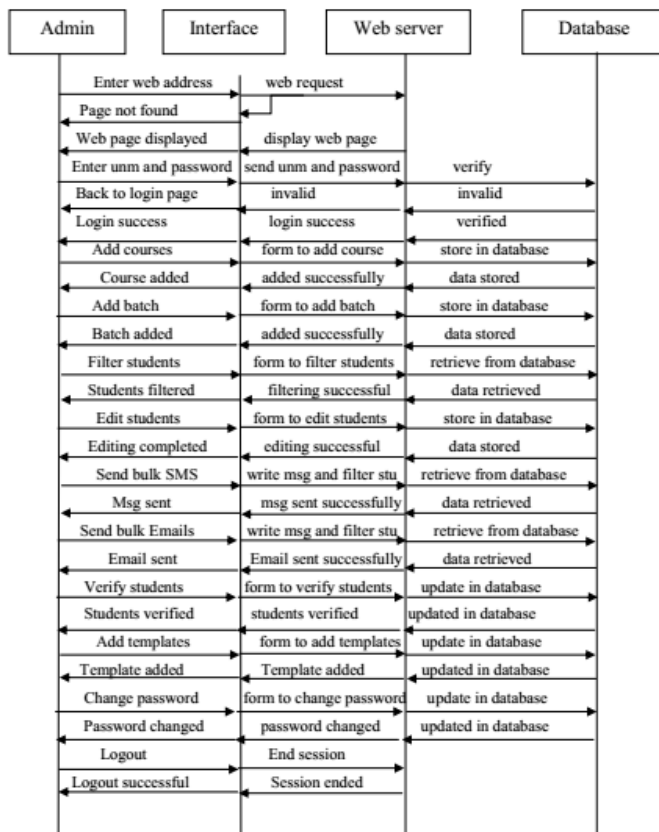 Admin Interface Web server Database
Enter web address web request
Page not found
Web page displayed display web page
Enter unm and password send unm and password verify
Back to login page invalid invalid
Login success login success verified
Add courses form to add course store in database
Course added added successfully data stored
Add batch form to add batch store in database
Batch added added successfully data stored
Filter students form to filter students retrieve from database
Students filtered filtering successful data retrieved
Edit students form to edit students store in database
Editing completed editing successful data stored
Send bulk SMS write msg and filter stu retrieve from database
Msg sent msg sent successfully data retrieved
Send bulk Emails write msg and filter stu retrieve from database
Email sent Email sent successfully data retrieved
Verify students form to verify students update in database
Students verified students verified updated in database
Add templates form to add templates update in database
Template added Template added updated in database
Change password form to change password update in database
Password changed password changed updated in database
Logout End session
Logout successful Session ended